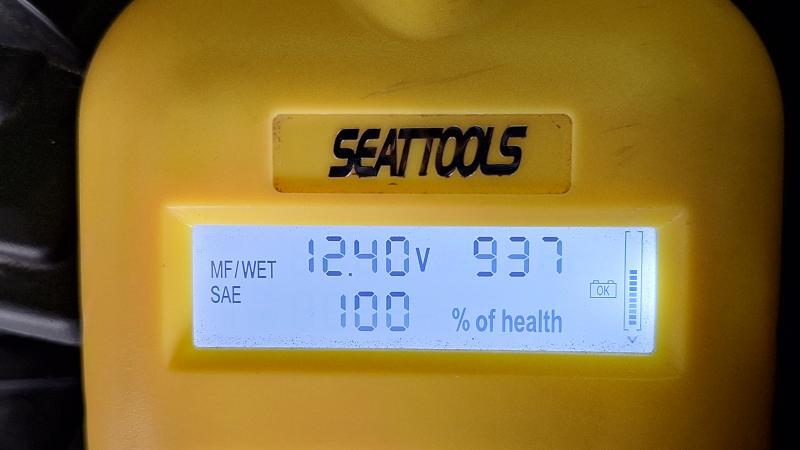 SEATTOOLS
MF/WET 12.40V 937
SAE 100 % of health
OK